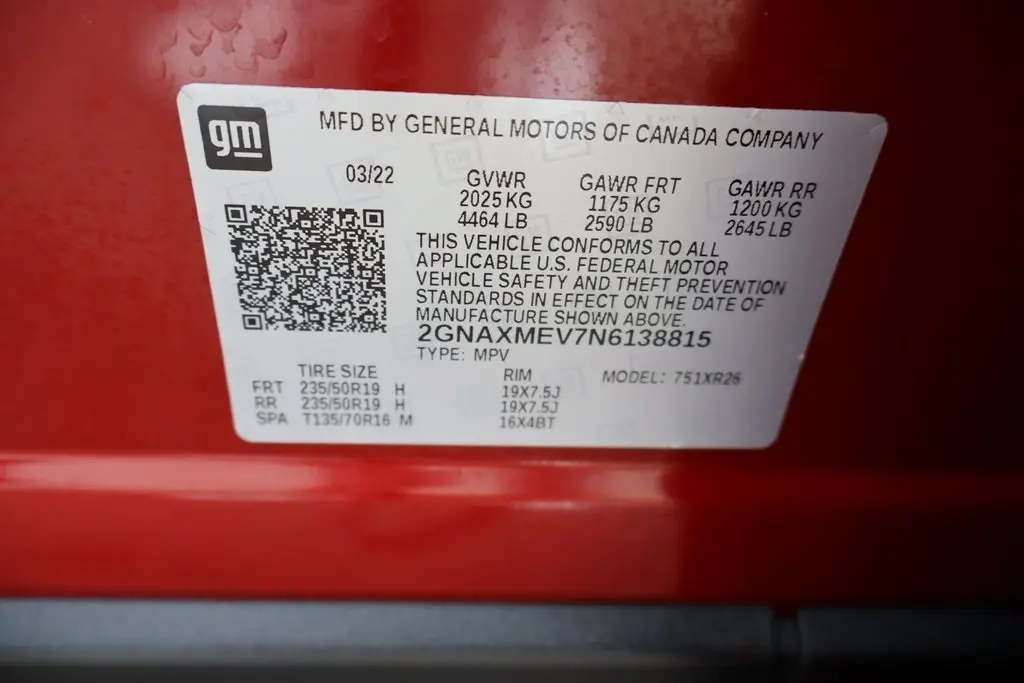 gm
MFD BY GENERAL MOTORS OF CANADA COMPANY
03/22 GVWR GAWR FRT GAWR RR
2025 KG 1175 KG 1200 KG
4464 LB 2590 LB 2645 LB
THIS VEHICLE CONFORMS TO ALL
APPLICABLE U.S. FEDERAL MOTOR
VEHICLE SAFETY AND THEFT PREVENTION
STANDARDS IN EFFECT ON THE DATE OF
MANUFACTURE SHOWN ABOVE.
2GNAXMEV7N6138815
TYPE: MPV
TIRE SIZE RIM MODEL: 751XR26
FRT 235/50R19 H 19X7.5J
RR 235/50R19 H 19X7.5J
SPA T135/70R16 M 16X4BT